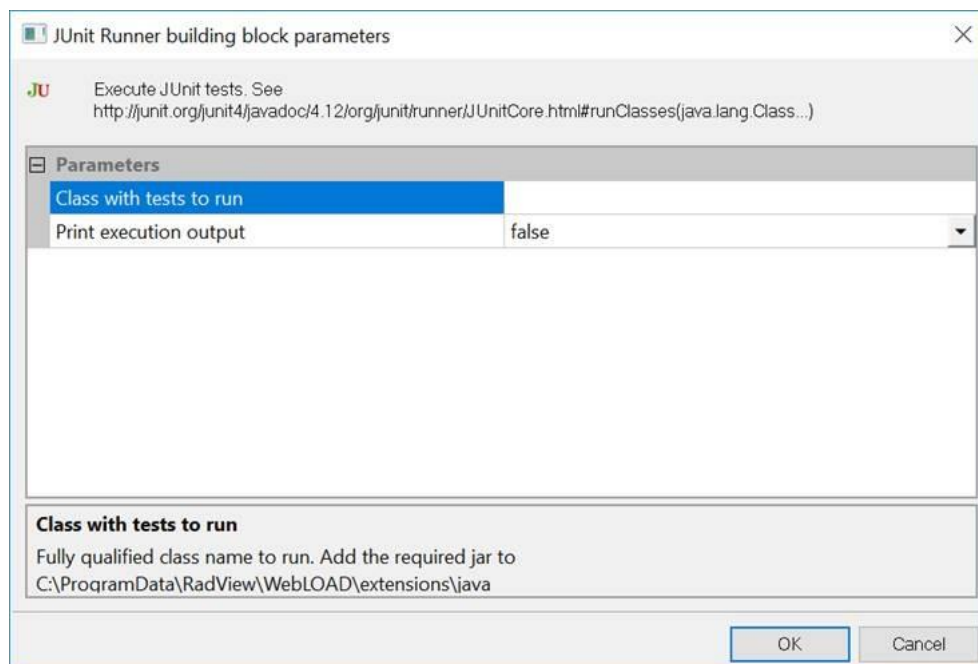 JUnit Runner building block parameters
JU
Execute JUnit tests. See
http://junit.org/junit4/javadoc/4.12/org/junit/runner/JUnitCore.html#runClasses(java.lang.Class...)
Parameters
Class with tests to run
Print execution output false
Class with tests to run
Fully qualified class name to run. Add the required jar to
C:\ProgramData\RadView\WebLOAD\extensions\java
OK Cancel